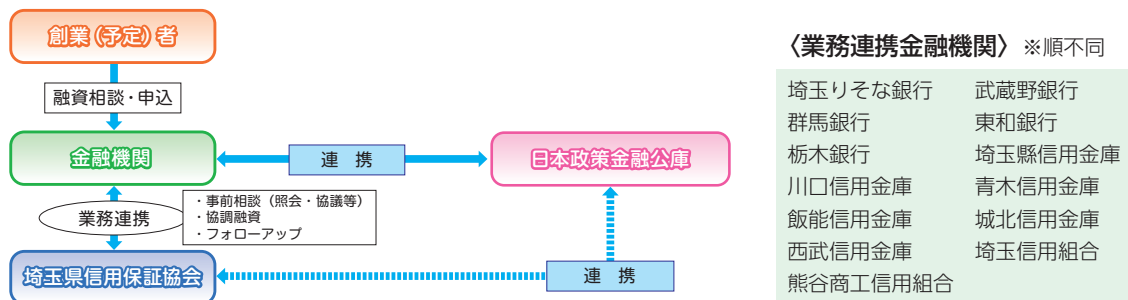 創業(予定)者
融資相談・申込
金融機関
連 携
日本政策金融公庫
業務連携
・事前相談（照会・協議等）
・協調融資
・フォローアップ
埼玉県信用保証協会
連 携
〈業務連携金融機関〉※順不同
埼玉りそな銀行 武蔵野銀行
群馬銀行 東和銀行
栃木銀行 埼玉縣信用金庫
川口信用金庫 青木信用金庫
飯能信用金庫 城北信用金庫
西武信用金庫 埼玉信用組合
熊谷商工信用組合